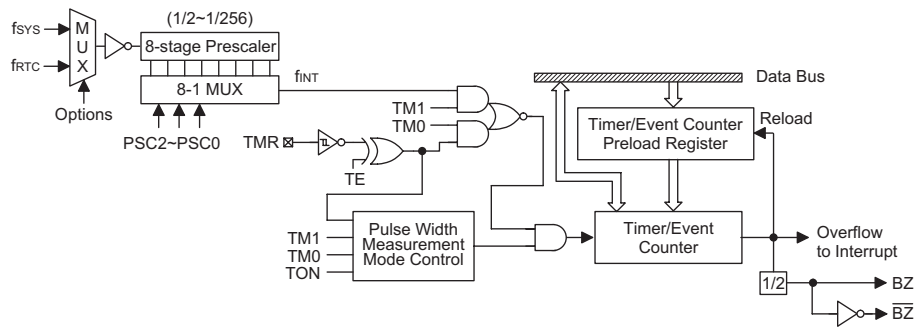 fSYS
fRTC
MUX
Options
(1/2~1/256)
8-stage Prescaler
8-1 MUX
PSC2~PSC0
fINT
TM1
TM0
TMR
TE
TM1
TM0
TON
Pulse Width
Measurement
Mode Control
Data Bus
Timer/Event Counter
Preload Register
Reload
Timer/Event
Counter
Overflow
to Interrupt
1/2
BZ
B̅Z̅